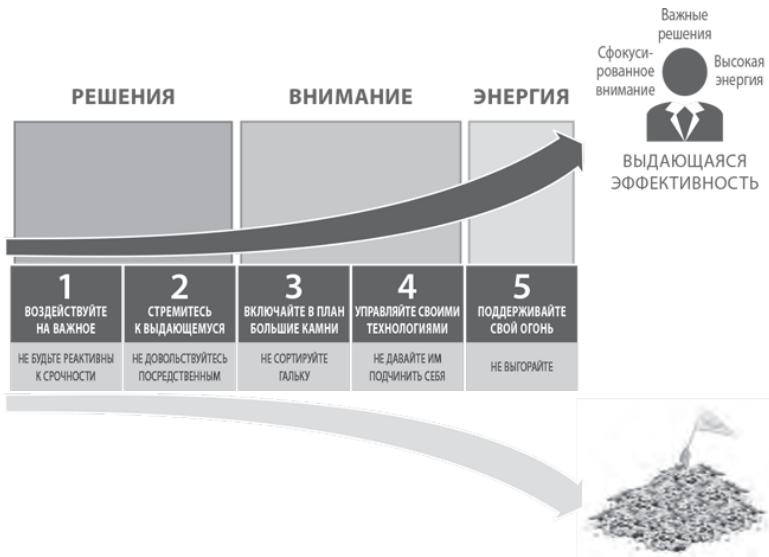 Важные
решения
Сфокуси-
рованное
внимание
Высокая
энергия
ВЫДАЮЩАЯСЯ
ЭФФЕКТИВНОСТЬ
РЕШЕНИЯ
ВНИМАНИЕ
ЭНЕРГИЯ
1
ВОЗДЕЙСТВУЙТЕ
НА ВАЖНОЕ
НЕ БУДЬТЕ РЕАКТИВНЫ
К СРОЧНОСТИ
2
СТРЕМИТЕСЬ
К ВЫДАЮЩЕМУСЯ
НЕ ДОВОЛЬСТВУЙТЕСЬ
ПОСРЕДСТВЕННЫМ
3
ВКЛЮЧАЙТЕ В ПЛАН
БОЛЬШИЕ КАМНИ
НЕ СОРТИРУЙТЕ
ГАЛЬКУ
4
УПРАВЛЯЙТЕ СВОИМИ
ТЕХНОЛОГИЯМИ
НЕ ДАВАЙТЕ ИМ
ПОДЧИНИТЬ СЕБЯ
5
ПОДДЕРЖИВАЙТЕ
СВОЙ ОГОНЬ
НЕ ВЫГОРАЙТЕ